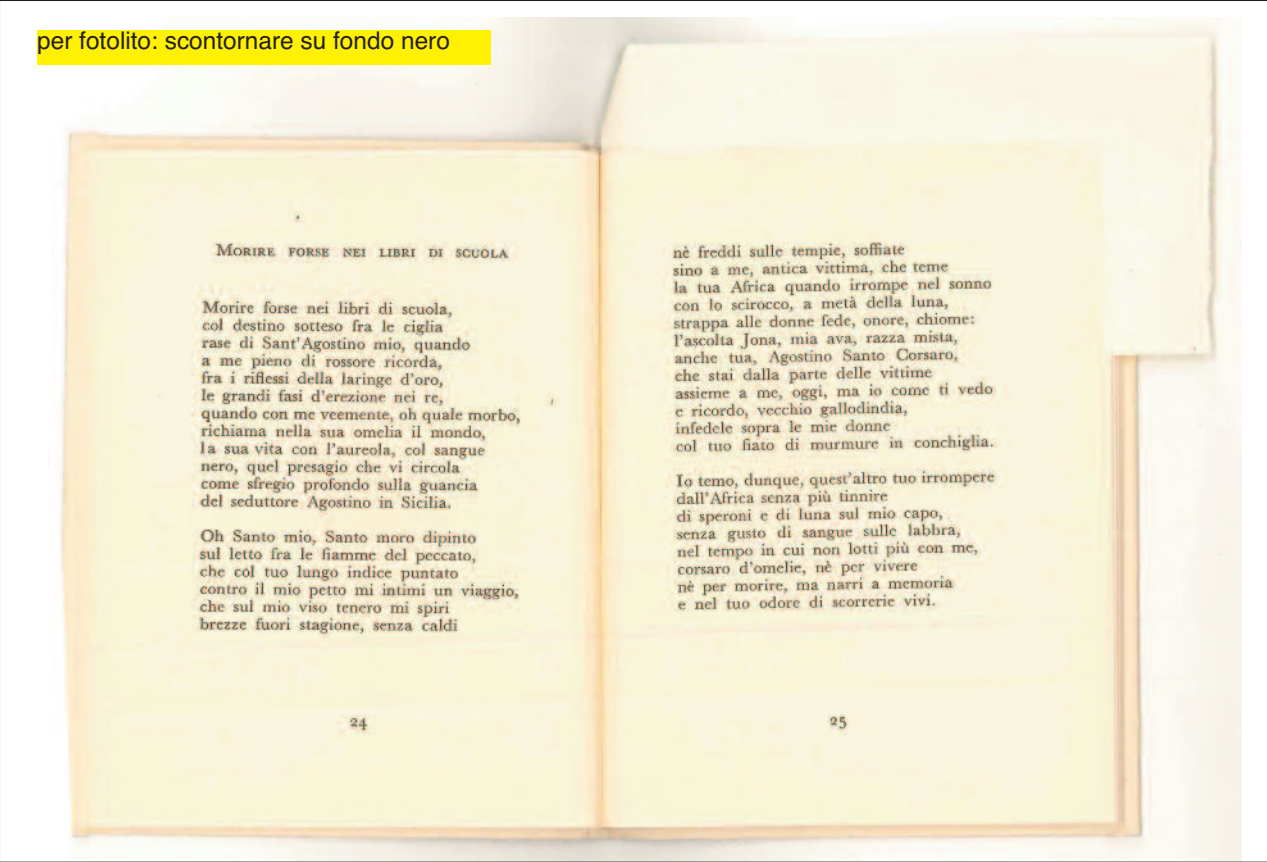 per fotolito: scontornare su fondo nero
MORIRE FORSE NEI LIBRI DI SCUOLA
Morire forse nei libri di scuola,
col destino sotteso fra le ciglia
rase di Sant'Agostino mio, quando
a me pieno di rossore ricorda,
fra i riflessi della laringe d'oro,
le grandi fasi d'erezione nei re,
quando con me veemente, oh quale morbo,
richiama nella sua omelia il mondo,
la sua vita con l'aureola, col sangue
nero, quel presagio che vi circola
come sfregio profondo sulla guancia
del seduttore Agostino in Sicilia.
Oh Santo mio, Santo moro dipinto
sul letto fra le fiamme del peccato,
che col tuo lungo indice puntato
contro il mio petto mi intimi un viaggio,
che sul mio viso tenero mi spiri
brezze fuori stagione, senza caldi
24
nè freddi sulle tempie, soffiate
sino a me, antica vittima, che teme
la tua Africa quando irrompe nel sonno
con lo scirocco, a metà della luna,
strappa alle donne fede, onore, chiome:
l'ascolta Jona, mia ava, razza mista,
anche tua, Agostino Santo Corsaro,
che stai dalla parte delle vittime
assieme a me, oggi, ma io come ti vedo
e ricordo, vecchio gallodindia,
infedele sopra le mie donne
col tuo fiato di murmure in conchiglia.
Io temo, dunque, quest'altro tuo irrompere
dall'Africa senza più tinnire
di speroni e di luna sul mio capo,
senza gusto di sangue sulle labbra,
nel tempo in cui non lotti più con me,
corsaro d'omelie, nè per vivere
nè per morire, ma narri a memoria
e nel tuo odore di scorrerie vivi.
25